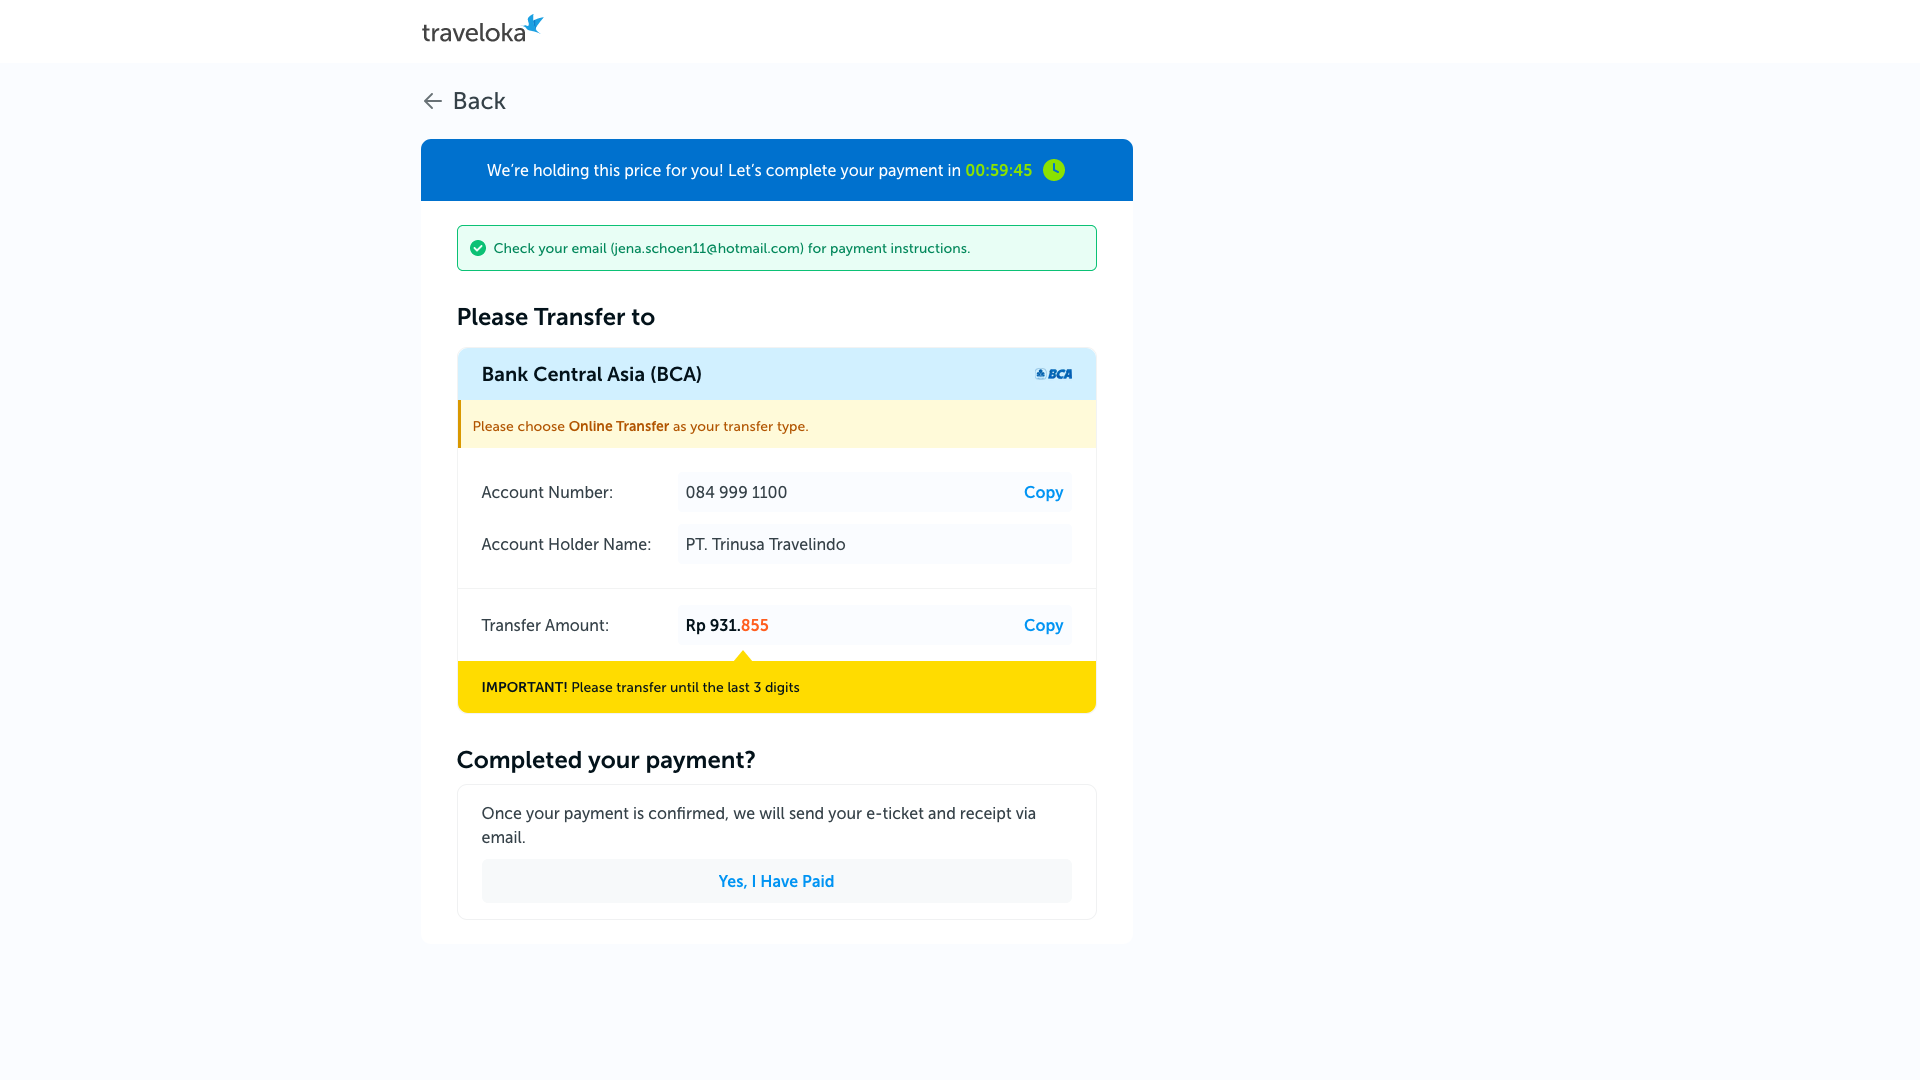 traveloka
Back
We're holding this price for you! Let's complete your payment in 00:59:45
Check your email (jena.schoen11@hotmail.com) for payment instructions.
Please Transfer to
Bank Central Asia (BCA)
BCA
Please choose Online Transfer as your transfer type.
Account Number:
084 999 1100
Copy
Account Holder Name:
PT. Trinusa Travelindo
Transfer Amount:
Rp 931.855
Copy
IMPORTANT! Please transfer until the last 3 digits
Completed your payment?
Once your payment is confirmed, we will send your e-ticket and receipt via
email.
Yes, I Have Paid